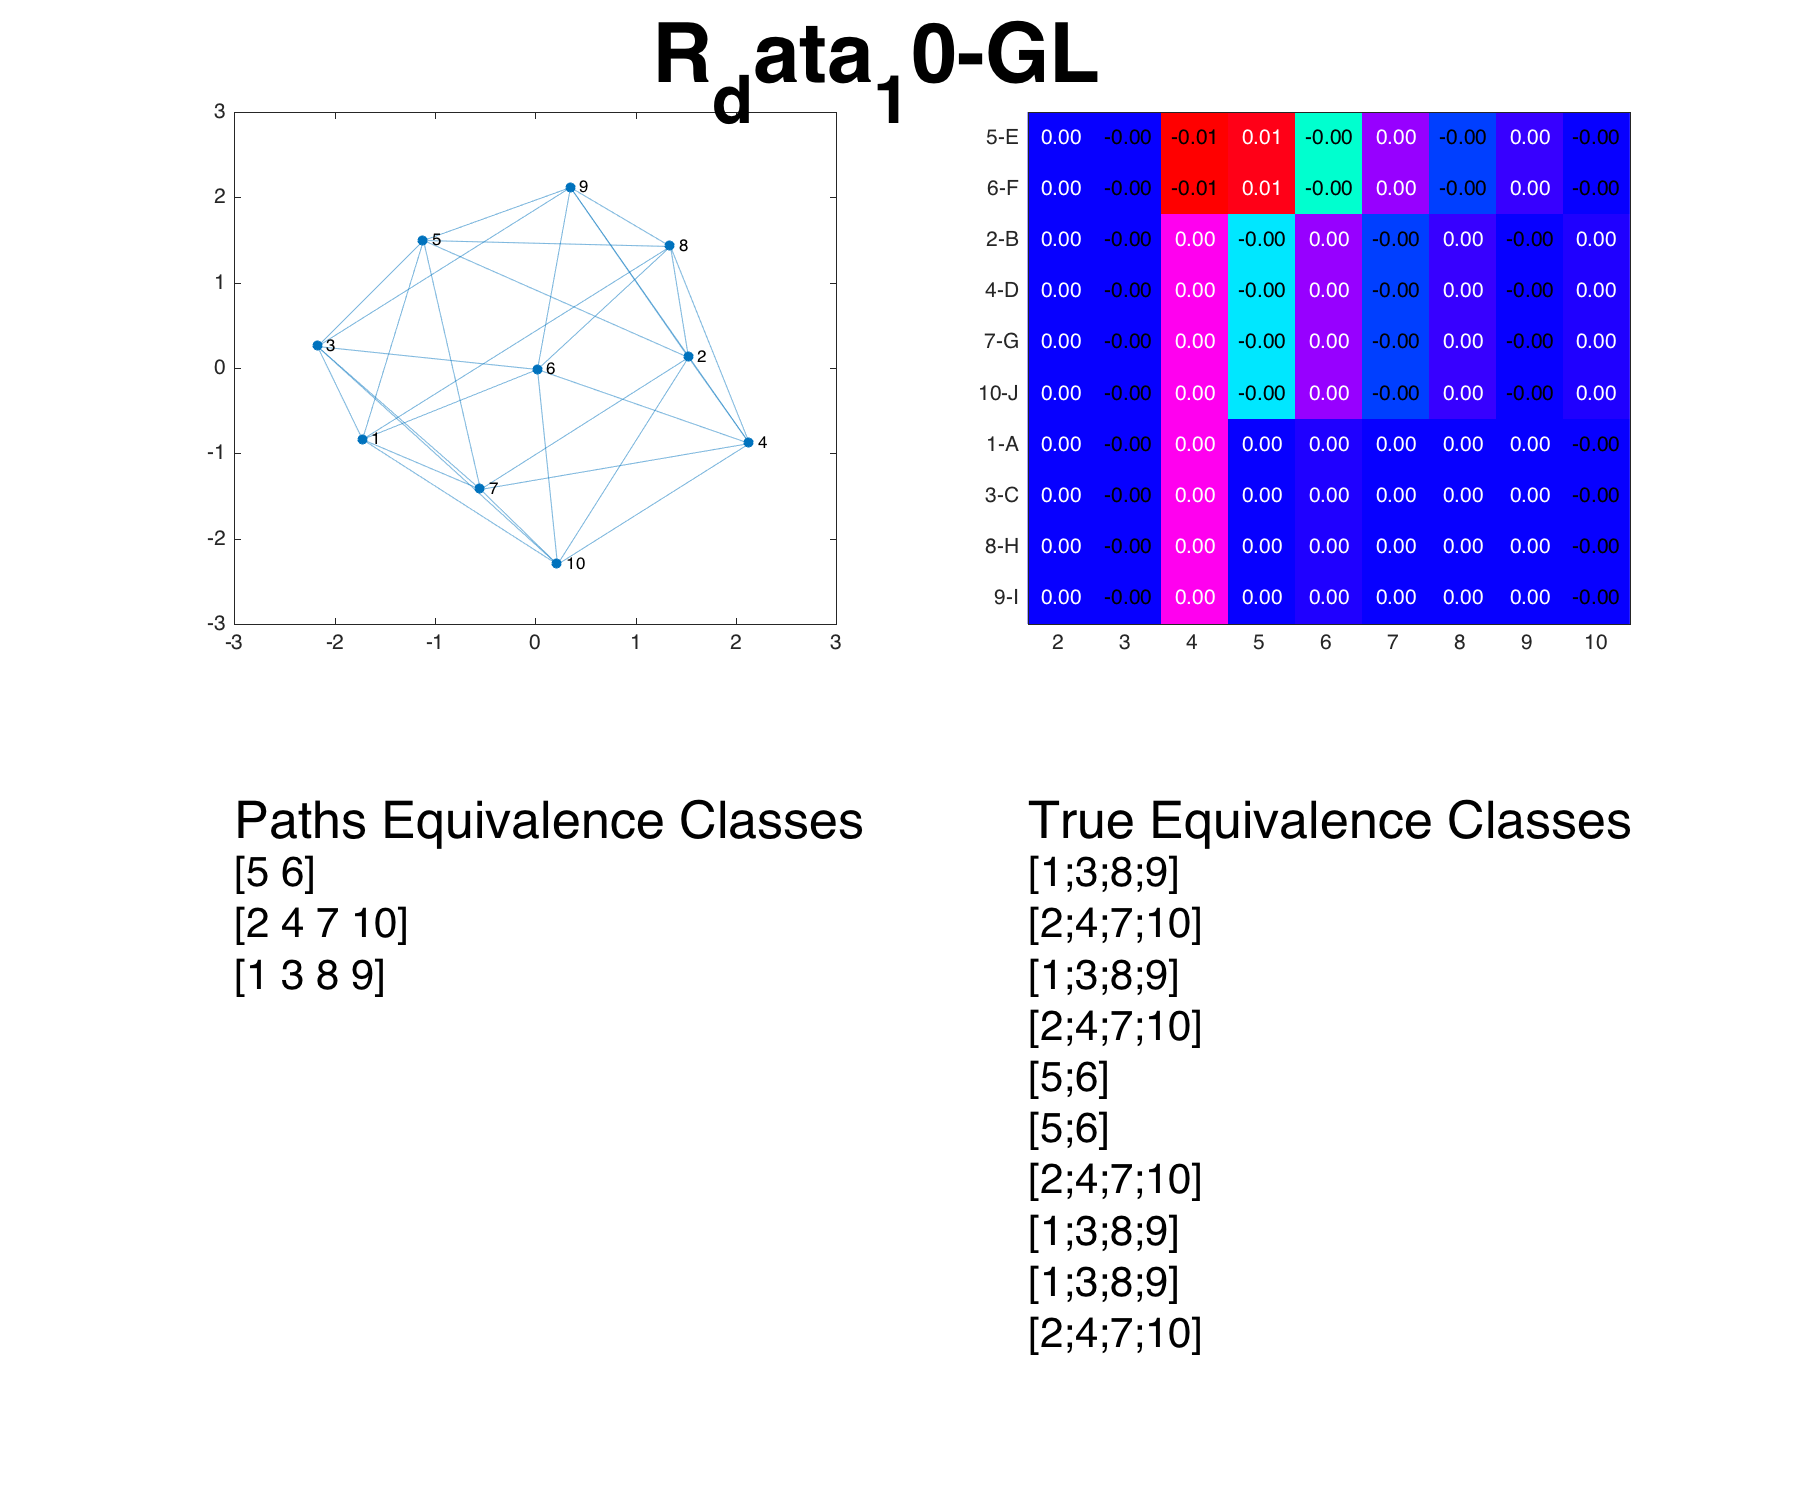 R_data_10-GL
3
2
1
0
-1
-2
-3
-3 -2 -1 0 1 2 3
9
5
8
3
2
6
1
4
7
10
5-E 0.00 -0.00 -0.01 0.01 -0.00 0.00 -0.00 0.00 -0.00
6-F 0.00 -0.00 -0.01 0.01 -0.00 0.00 -0.00 0.00 -0.00
2-B 0.00 -0.00 0.00 -0.00 0.00 -0.00 0.00 -0.00 0.00
4-D 0.00 -0.00 0.00 -0.00 0.00 -0.00 0.00 -0.00 0.00
7-G 0.00 -0.00 0.00 -0.00 0.00 -0.00 0.00 -0.00 0.00
10-J 0.00 -0.00 0.00 -0.00 0.00 -0.00 0.00 -0.00 0.00
1-A 0.00 -0.00 0.00 0.00 0.00 0.00 0.00 0.00 -0.00
3-C 0.00 -0.00 0.00 0.00 0.00 0.00 0.00 0.00 -0.00
8-H 0.00 -0.00 0.00 0.00 0.00 0.00 0.00 0.00 -0.00
9-I 0.00 -0.00 0.00 0.00 0.00 0.00 0.00 0.00 -0.00
2 3 4 5 6 7 8 9 10
Paths Equivalence Classes
[5 6]
[2 4 7 10]
[1 3 8 9]
True Equivalence Classes
[1;3;8;9]
[2;4;7;10]
[1;3;8;9]
[2;4;7;10]
[5;6]
[5;6]
[2;4;7;10]
[1;3;8;9]
[1;3;8;9]
[2;4;7;10]